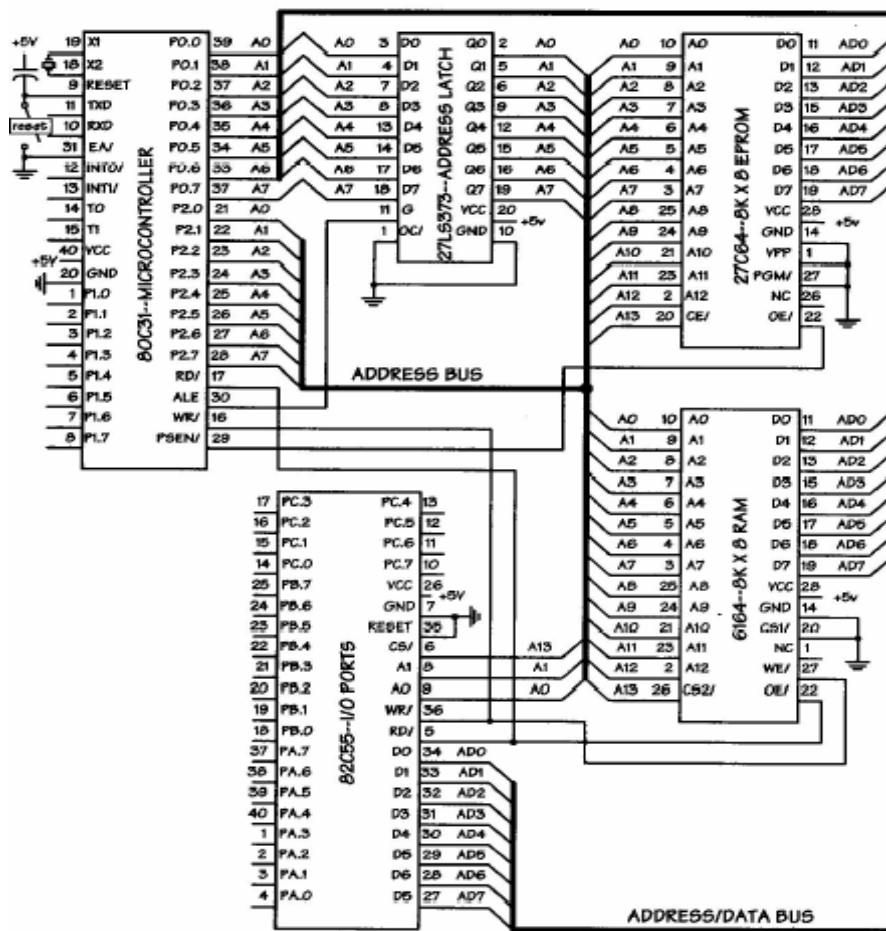 +5V
19 X1 P0.0 39 A0
18 X2 P0.1 38 A1
9 RESET P0.2 37 A2
11 TXD P0.3 36 A3
reset
10 RXD P0.4 35 A4
31 EA/ P0.5 34 A5
12 INT0/ P0.6 33 A6
13 INT1/ P0.7 37 A7
14 T0 P2.0 21 A0
15 T1 P2.1 22 A1
40 VCC P2.2 23 A2
+5V
20 GND P2.3 24 A3
1 P1.0 P2.4 25 A4
2 P1.1 P2.5 26 A5
3 P1.2 P2.6 27 A6
4 P1.3 P2.7 28 A7
5 P1.4 RD/ 17
6 P1.5 ALE 30
7 P1.6 WR/ 16
8 P1.7 PSEN/ 29
80C31--MICROCONTROLLER
A0 3 D0 Q0 2 A0
A1 4 D1 Q1 5 A1
A2 7 D2 Q2 6 A2
A3 8 D3 Q3 9 A3
A4 13 D4 Q4 12 A4
A5 14 D5 Q5 15 A5
A6 17 D6 Q6 16 A6
A7 18 D7 Q7 19 A7
11 G VCC 20
+5v
1 OC/ GND 10
27LS373--ADDRESS LATCH
A0 10 A0 D0 11 AD0
A1 9 A1 D1 12 AD1
A2 8 A2 D2 13 AD2
A3 7 A3 D3 15 AD3
A4 6 A4 D4 16 AD4
A5 5 A5 D5 17 AD5
A6 4 A6 D6 18 AD6
A7 3 A7 D7 19 AD7
A8 25 A8 VCC 28
+5v
A9 24 A9 GND 14
A10 21 A10 VPP 1
A11 23 A11 PGM/ 27
A12 2 A12 NC 26
A13 20 CE/ OE/ 22
27C64--8K X 8 EPROM
ADDRESS BUS
A0 10 A0 D0 11 AD0
A1 9 A1 D1 12 AD1
A2 8 A2 D2 13 AD2
A3 7 A3 D3 15 AD3
A4 6 A4 D4 16 AD4
A5 5 A5 D5 17 AD5
A6 4 A6 D6 18 AD6
A7 3 A7 D7 19 AD7
A8 25 A8 VCC 28
+5v
A9 24 A9 GND 14
A10 21 A10 CS1/ 20
A11 23 A11 NC 1
A12 2 A12 WE/ 27
A13 26 CS2/ OE/ 22
6164--8K X 8 RAM
17 PC.3 PC.4 13
16 PC.2 PC.5 12
15 PC.1 PC.6 11
14 PC.0 PC.7 10
25 PB.7 VCC 26
+5V
24 PB.6 GND 7
23 PB.5 RESET 35
22 PB.4 CS/ 6 A13
21 PB.3 A1 8 A1
20 PB.2 A0 9 A0
19 PB.1 WR/ 36
18 PB.0 RD/ 5
37 PA.7 D0 34 AD0
38 PA.6 D1 33 AD1
39 PA.5 D2 32 AD2
40 PA.4 D3 31 AD3
1 PA.3 D4 30 AD4
2 PA.2 D5 29 AD5
3 PA.1 D6 28 AD6
4 PA.0 D5 27 AD7
82C55--I/O PORTS
ADDRESS/DATA BUS